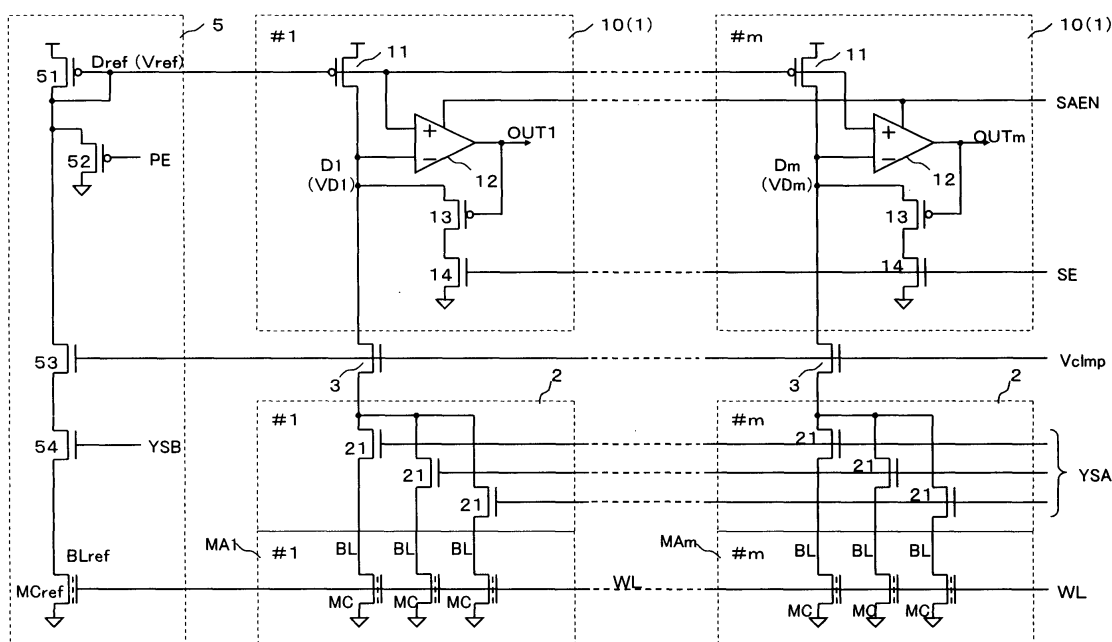 5
10(1)
10(1)
#1
#m
11
11
51
Dref (Vref)
SAEN
+
OUT1
+
OUTm
52
PE
−
−
12
12
D1
(VD1)
Dm
(VDm)
13
13
14
14
SE
53
3
3
Vclmp
2
2
#1
#m
54
YSB
21
21
21
21
YSA
21
21
MA1
#1
BL
BL
BL
MAm
#m
BL
BL
BL
BLref
MCref
WL
WL
MC
MC
MC
MC
MC
MC